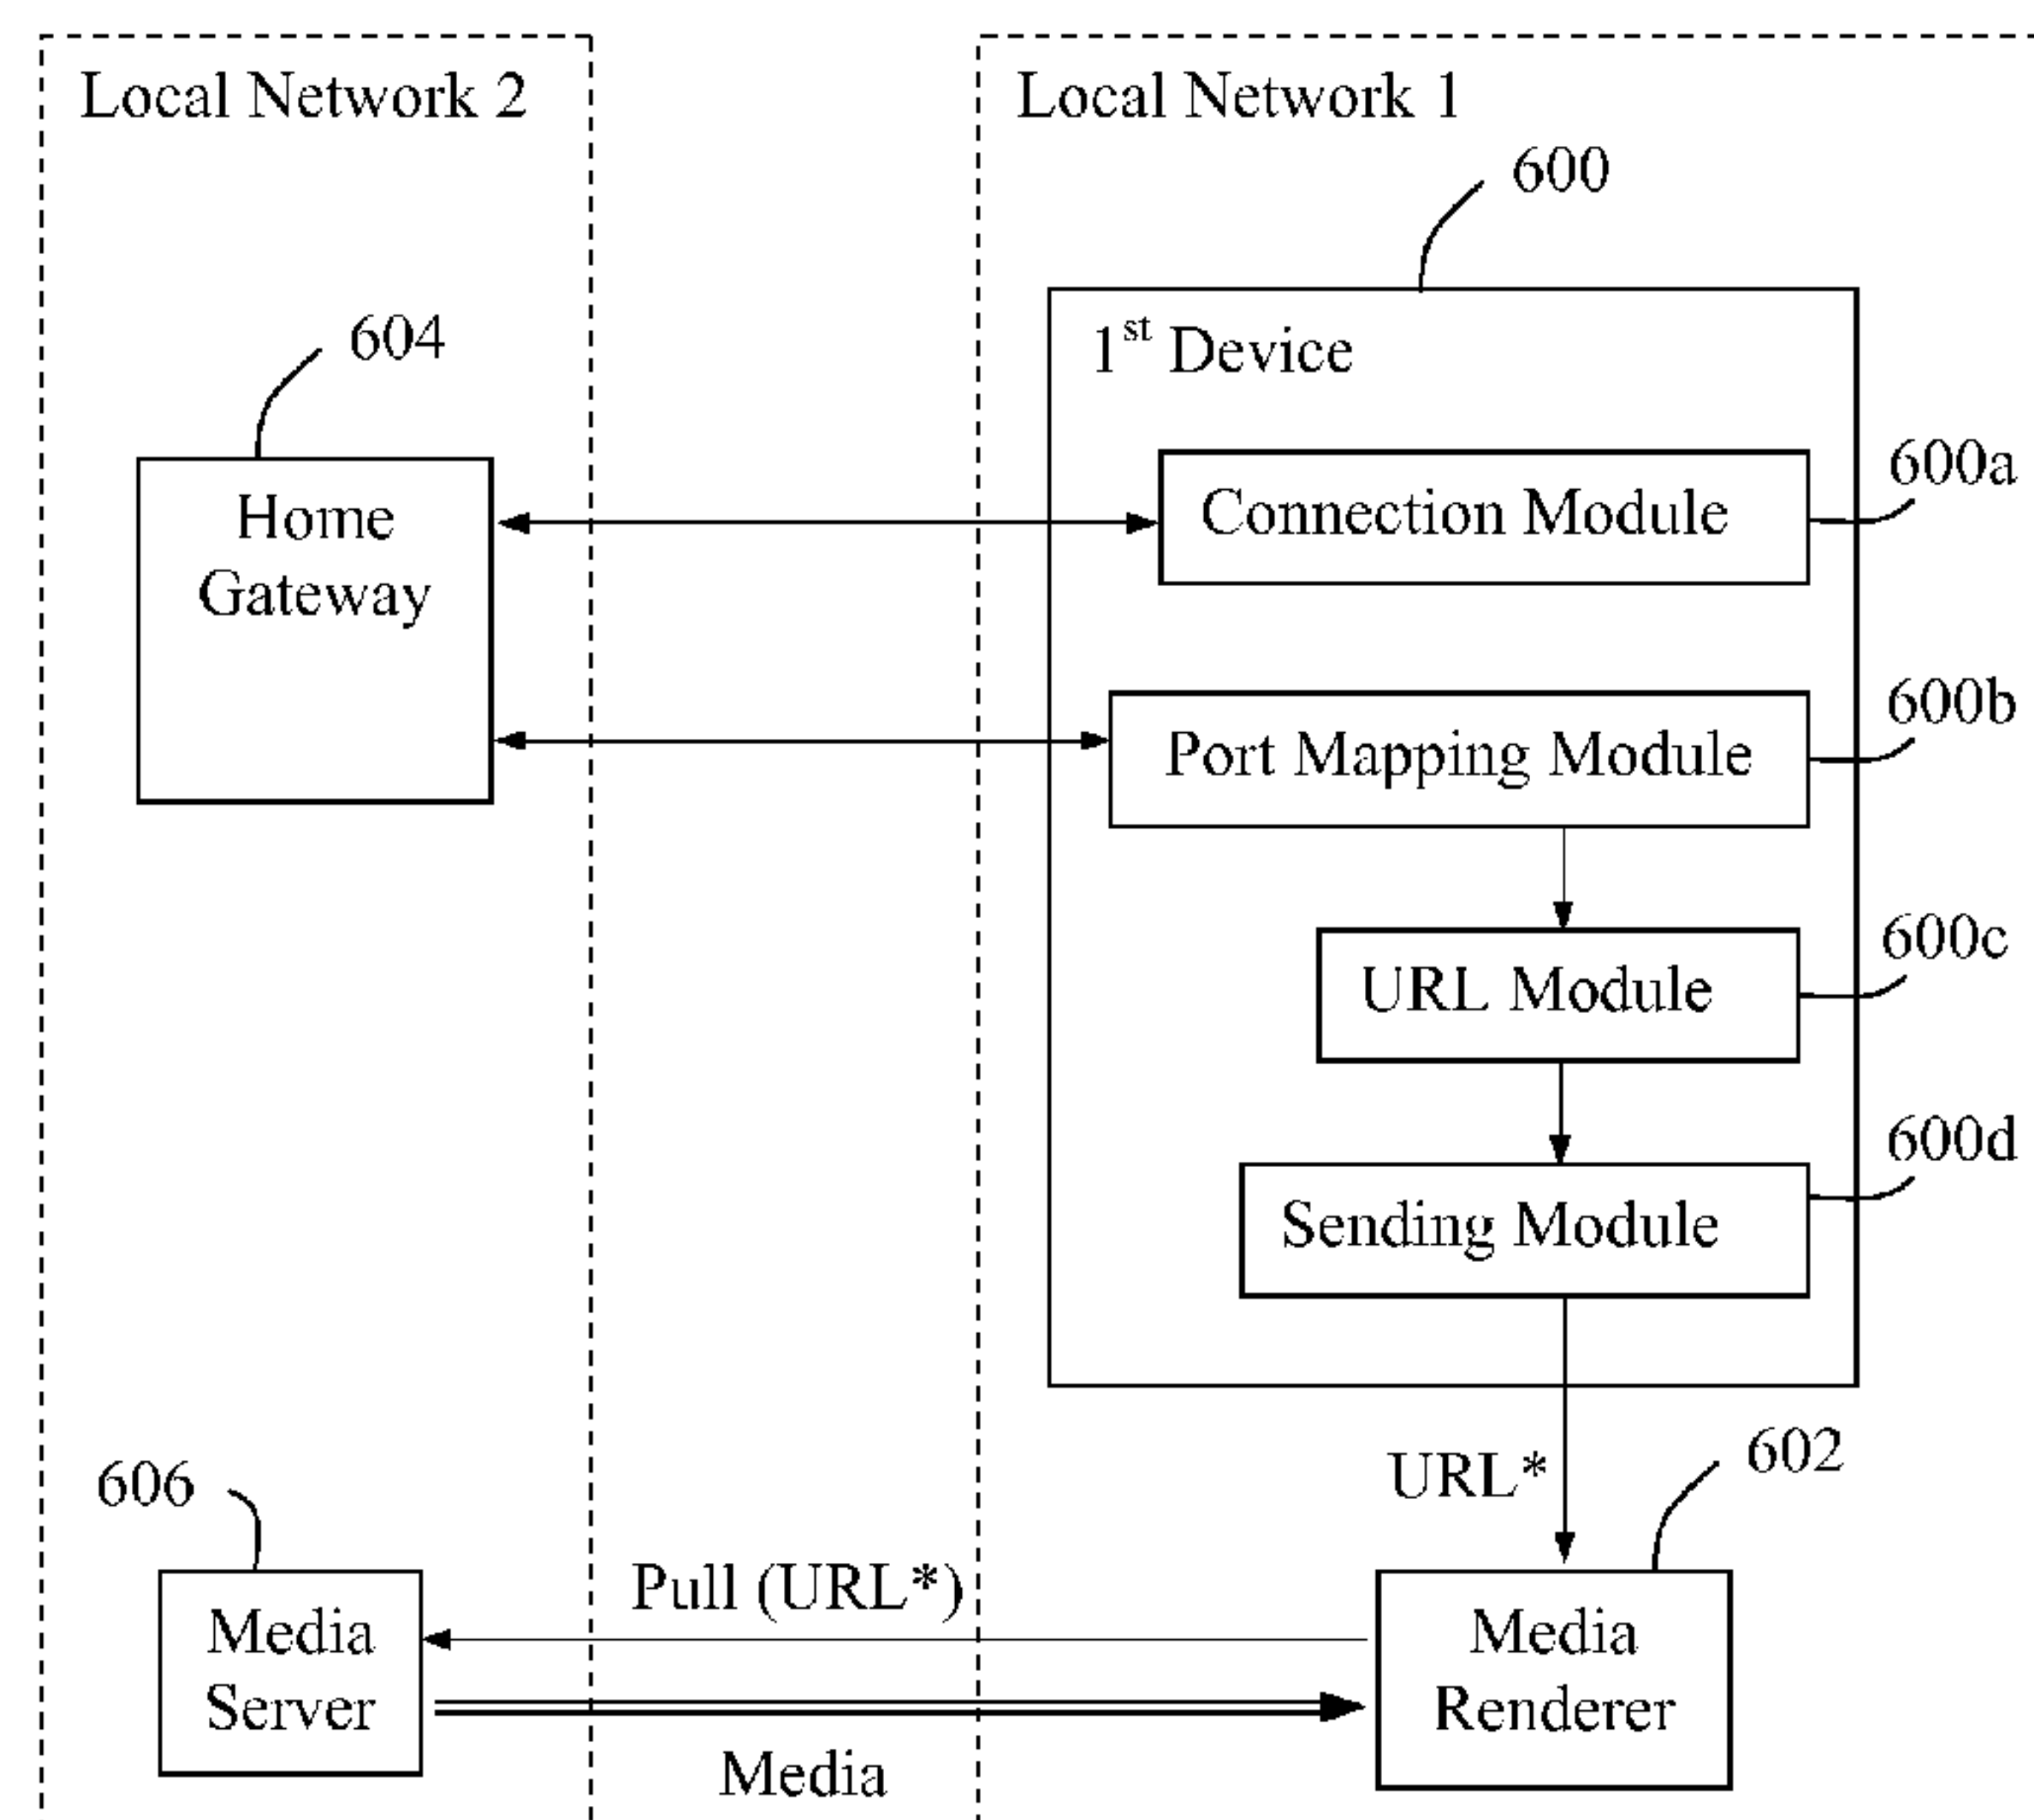 Local Network 2
Local Network 1
600
1st Device
604
Home
Gateway
600a
Connection Module
600b
Port Mapping Module
600c
URL Module
600d
Sending Module
URL*
602
606
Pull (URL*)
Media
Server
Media
Renderer
Media